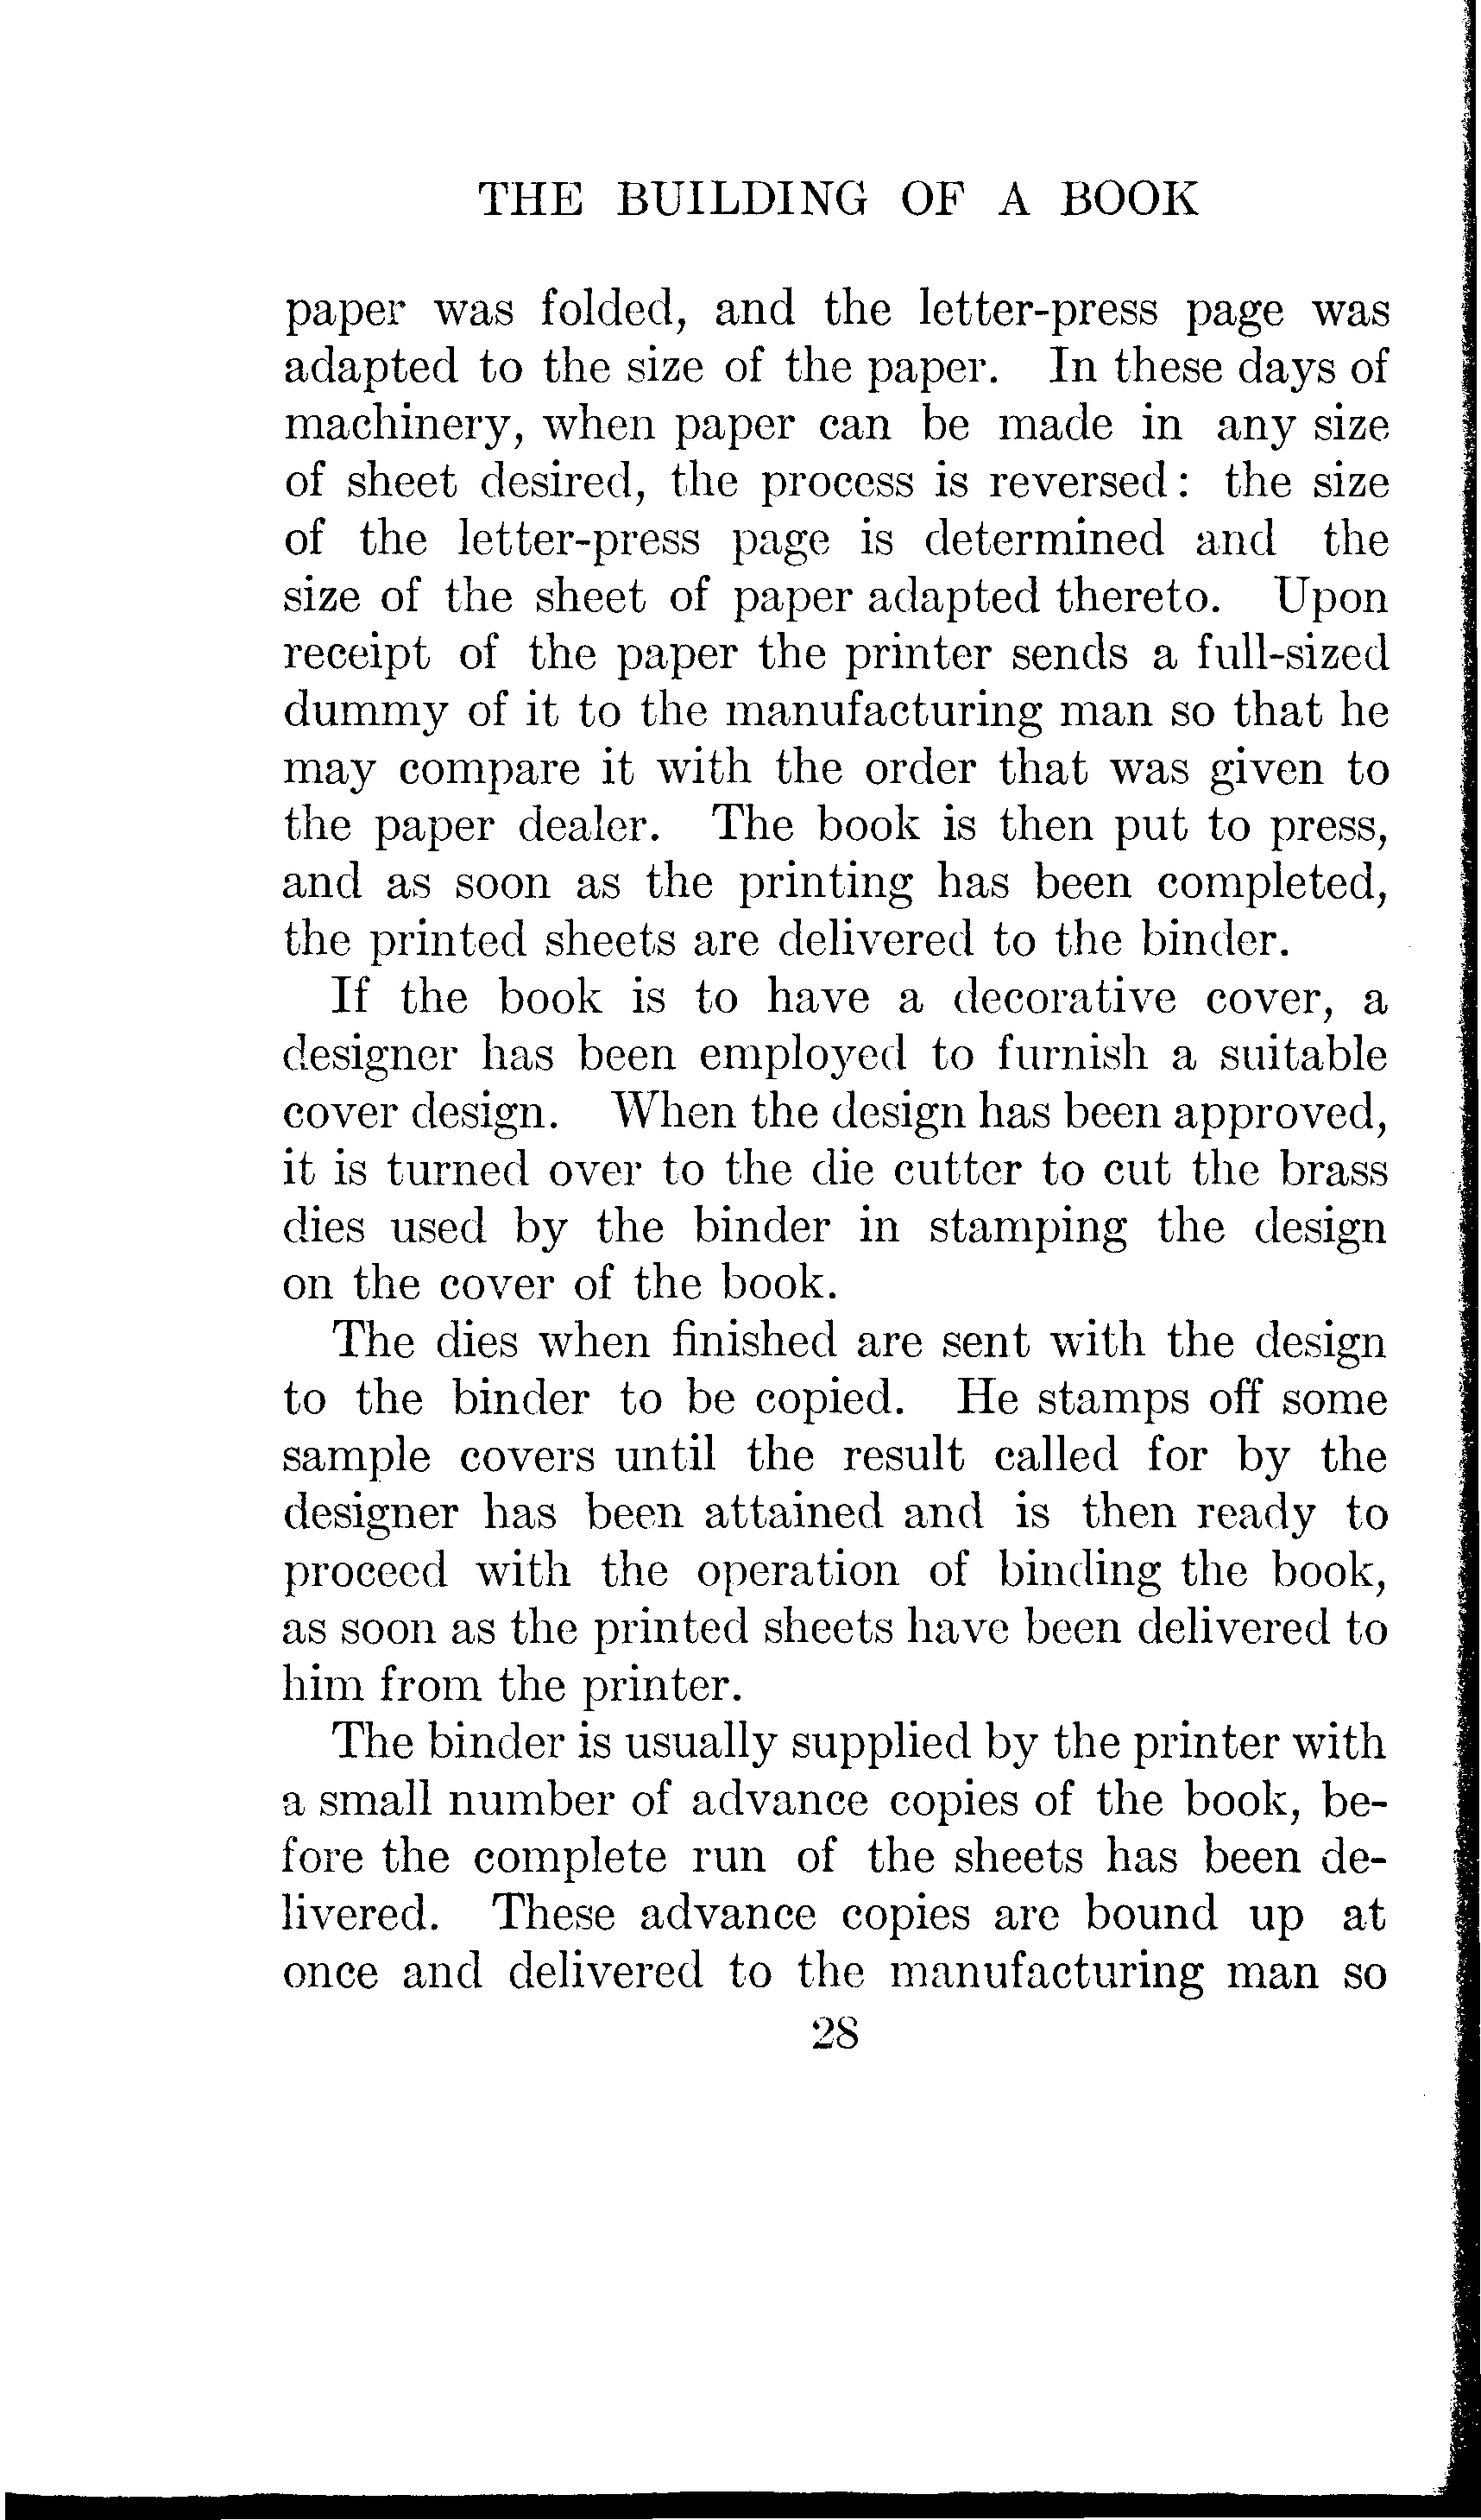 THE BUILDING OF A BOOK
paper was folded, and the letter-press page was
adapted to the size of the paper. In these days of
machinery, when paper can be made in any size
of sheet desired, the process is reversed: the size
of the letter-press page is determined and the
size of the sheet of paper adapted thereto. Upon
receipt of the paper the printer sends a full-sized
dummy of it to the manufacturing man so that he
may compare it with the order that was given to
the paper dealer. The book is then put to press,
and as soon as the printing has been completed,
the printed sheets are delivered to the binder.
If the book is to have a decorative cover, a
designer has been employed to furnish a suitable
cover design. When the design has been approved,
it is turned over to the die cutter to cut the brass
dies used by the binder in stamping the design
on the cover of the book.
The dies when finished are sent with the design
to the binder to be copied. He stamps off some
sample covers until the result called for by the
designer has been attained and is then ready to
proceed with the operation of binding the book,
as soon as the printed sheets have been delivered to
him from the printer.
The binder is usually supplied by the printer with
a small number of advance copies of the book, be-
fore the complete run of the sheets has been de-
livered. These advance copies are bound up at
once and delivered to the manufacturing man so
28